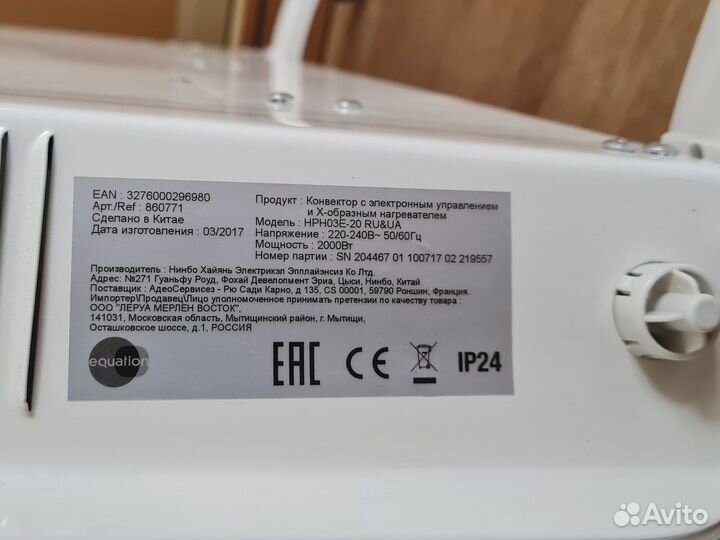 EAN : 3276000296980
Арт./Ref : 860771
Сделано в Китае
Дата изготовления : 03/2017
Продукт : Конвектор с электронным управлением
и Х-образным нагревателем
Модель : HPH03E-20 RU&UA
Напряжение : 220-240В~ 50/60Гц
Мощность : 2000Вт
Номер партии : SN 204467 01 100717 02 219557
Производитель : Нинбо Хайянь Электрикэл Эпплайэнсиз Ко Лтд.
Адрес: №271 Гуаньфу Роуд, Фохай Девелопмент Эриа, Цыси, Нинбо, Китай
Поставщик : АдеоСервисез - Рю Сади Карно, д 135, CS 00001, 59790 Роншин, Франция.
Импортер\Продавец\Лицо уполномоченное принимать претензии по качеству товара :
ООО "ЛЕРУА МЕРЛЕН ВОСТОК",
141031, Московская область, Мытищинский район, г. Мытищи,
Осташковское шоссе, д.1, РОССИЯ
equation
EAC CE IP24
Avito